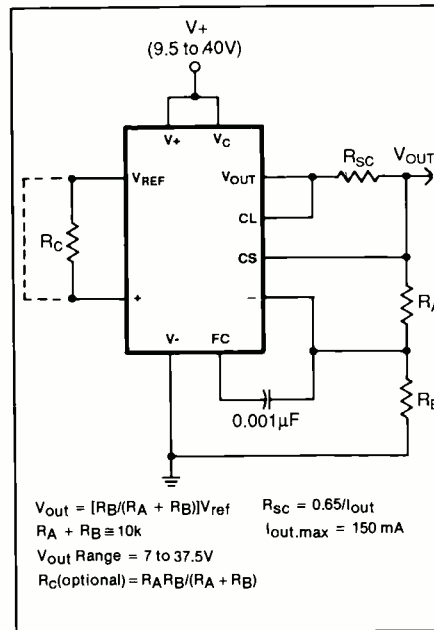 V+
(9.5 to 40V)
V+ VC
VREF
VOUT
RSC
VOUT
CL
RC
CS
+
−
RA
V- FC
RB
0.001µF
Vout = [RB/(RA + RB)]Vref
RSC = 0.65/Iout
RA + RB ≅ 10k
Iout.max = 150 mA
Vout Range = 7 to 37.5V
RC(optional) = RARB/(RA + RB)